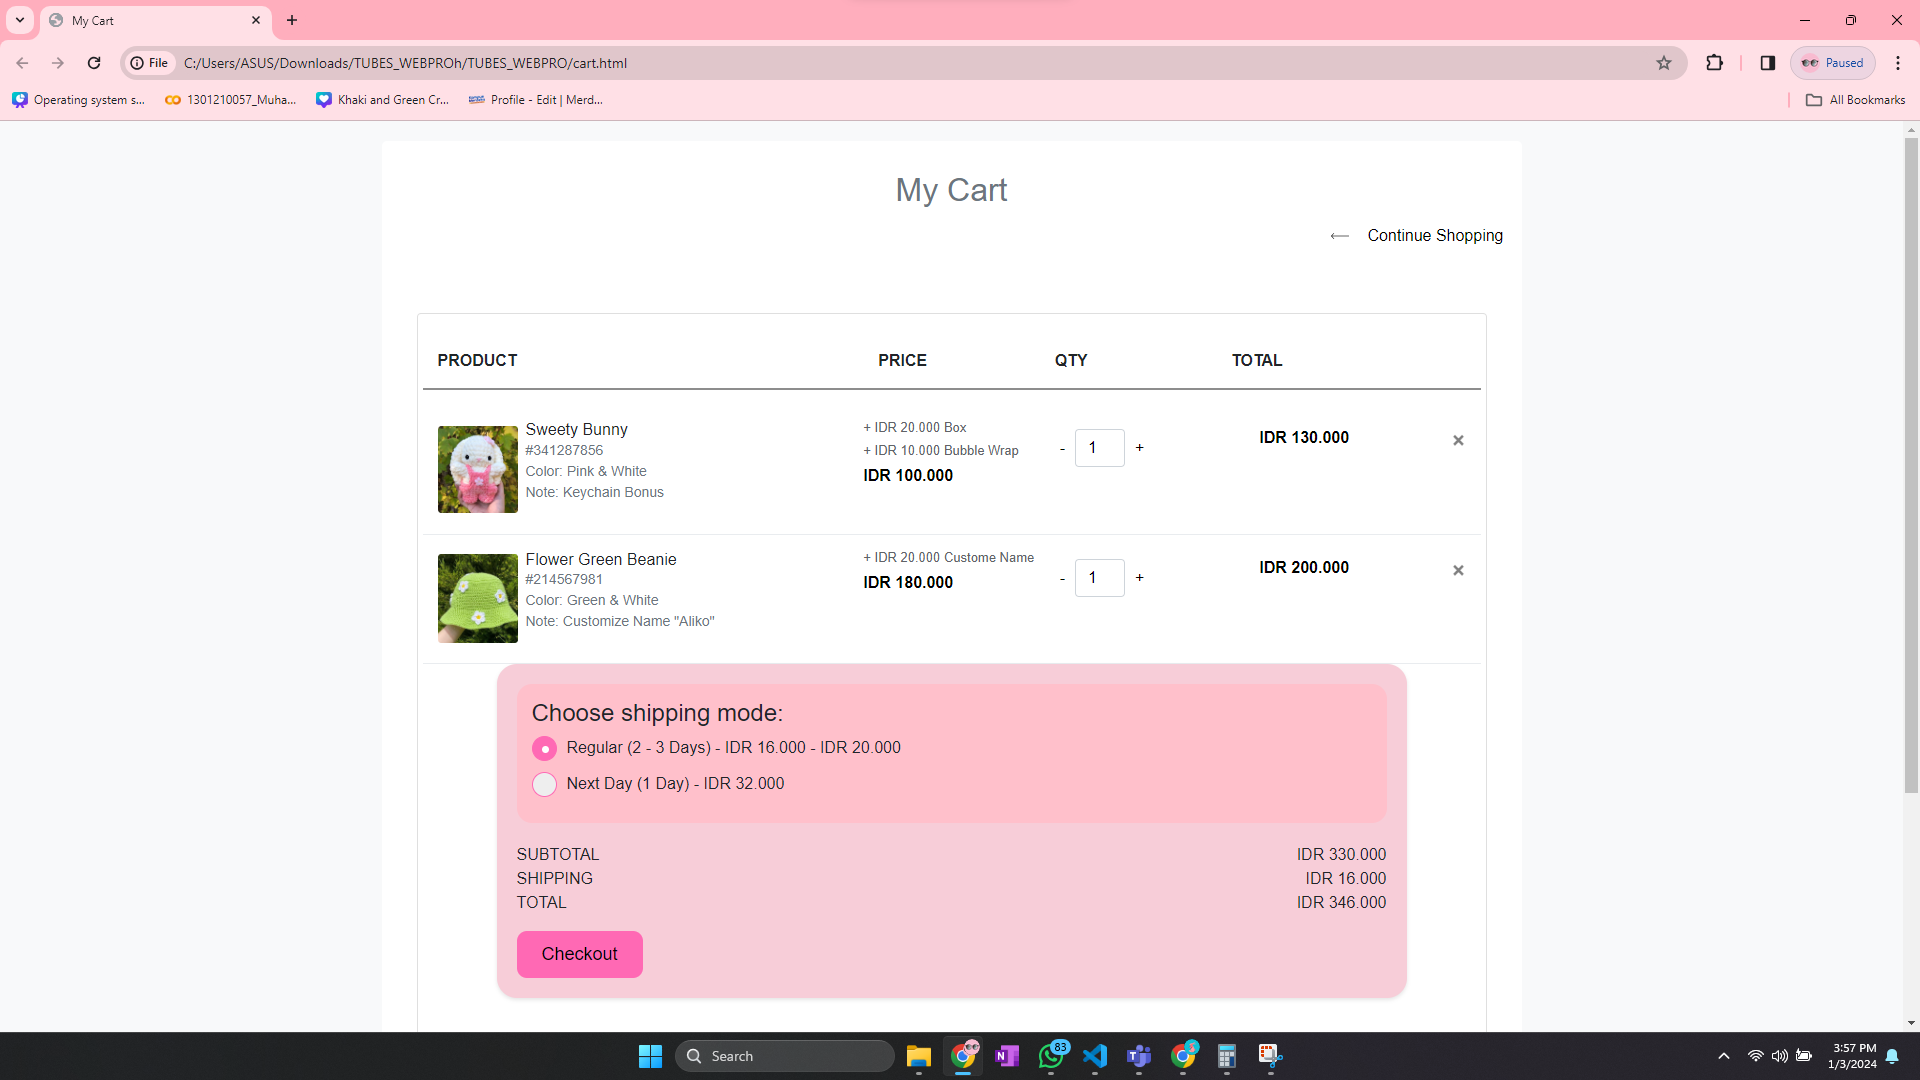 My Cart
File
C:/Users/ASUS/Downloads/TUBES_WEBPROh/TUBES_WEBPRO/cart.html
Paused
Operating system s...
1301210057_Muha...
Khaki and Green Cr...
Profile - Edit | Merd...
All Bookmarks
My Cart
Continue Shopping
PRODUCT PRICE QTY TOTAL
Sweety Bunny
#341287856
Color: Pink & White
Note: Keychain Bonus
+ IDR 20.000 Box
+ IDR 10.000 Bubble Wrap
IDR 100.000
- 1 +
IDR 130.000
×
Flower Green Beanie
#214567981
Color: Green & White
Note: Customize Name "Aliko"
+ IDR 20.000 Custome Name
IDR 180.000
- 1 +
IDR 200.000
×
Choose shipping mode:
Regular (2 - 3 Days) - IDR 16.000 - IDR 20.000
Next Day (1 Day) - IDR 32.000
SUBTOTAL IDR 330.000
SHIPPING IDR 16.000
TOTAL IDR 346.000
Checkout
Search
83
3:57 PM
1/3/2024